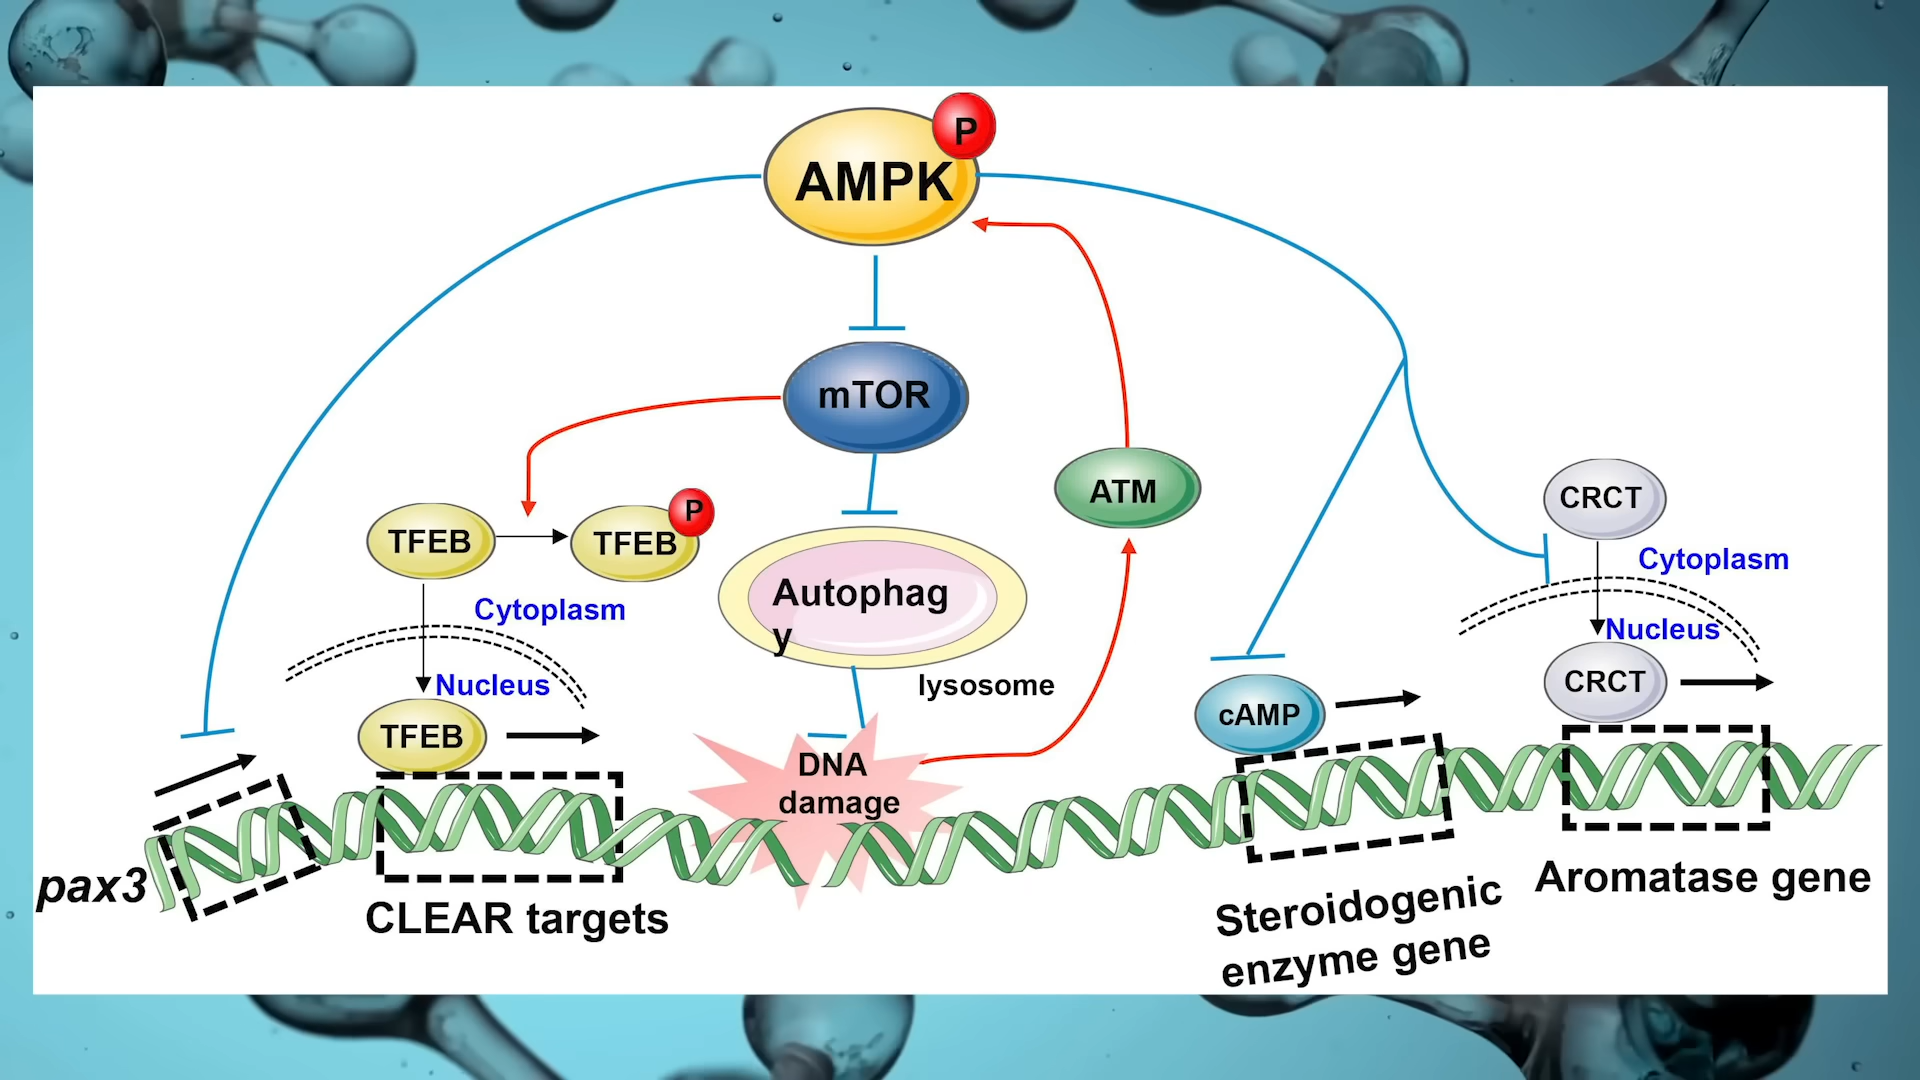 P
AMPK
mTOR
ATM
CRCT
P
TFEB
TFEB
Cytoplasm
Autophag
y
Cytoplasm
Nucleus
Nucleus
lysosome
CRCT
cAMP
TFEB
DNA
damage
pax3
CLEAR targets
Steroidogenic
enzyme gene
Aromatase gene